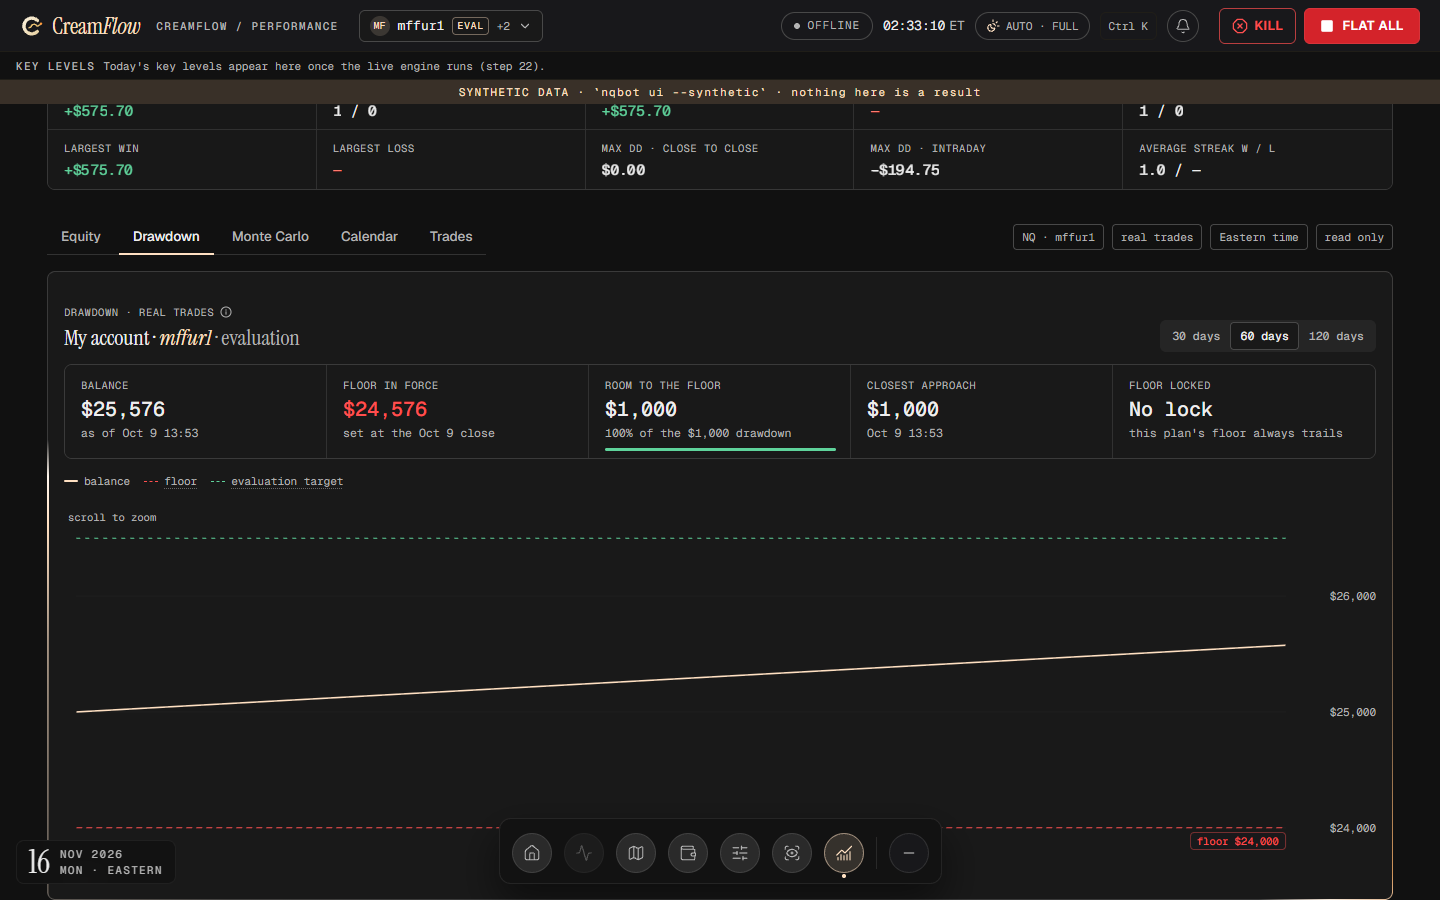 CreamFlow CREAMFLOW / PERFORMANCE MF mffur1 EVAL +2 OFFLINE 02:33:10 ET AUTO · FULL Ctrl K KILL FLAT ALL
KEY LEVELS Today's key levels appear here once the live engine runs (step 22).
SYNTHETIC DATA · `nqbot ui --synthetic` · nothing here is a result
+$575.70 1 / 0 +$575.70 — 1 / 0
LARGEST WIN LARGEST LOSS MAX DD · CLOSE TO CLOSE MAX DD · INTRADAY AVERAGE STREAK W / L
+$575.70 — $0.00 −$194.75 1.0 / —
Equity Drawdown Monte Carlo Calendar Trades NQ · mffur1 real trades Eastern time read only
DRAWDOWN · REAL TRADES
My account · mffur1 · evaluation 30 days 60 days 120 days
BALANCE FLOOR IN FORCE ROOM TO THE FLOOR CLOSEST APPROACH FLOOR LOCKED
$25,576 $24,576 $1,000 $1,000 No lock
as of Oct 9 13:53 set at the Oct 9 close 100% of the $1,000 drawdown Oct 9 13:53 this plan's floor always trails
balance floor evaluation target
scroll to zoom
$26,000
$25,000
$24,000
floor $24,000
16 NOV 2026
MON · EASTERN